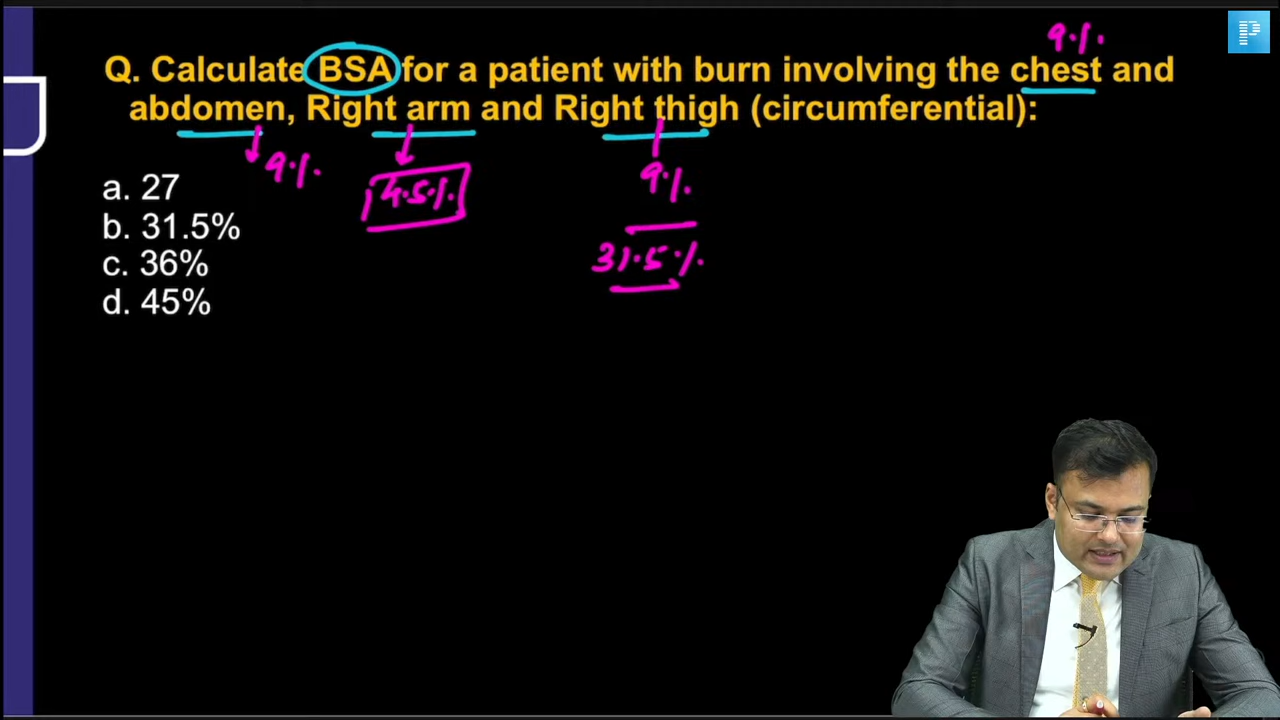 9%
Q. Calculate BSA for a patient with burn involving the chest and
abdomen, Right arm and Right thigh (circumferential):
9% 4.5% 9%
a. 27
b. 31.5%
31.5%
c. 36%
d. 45%
P